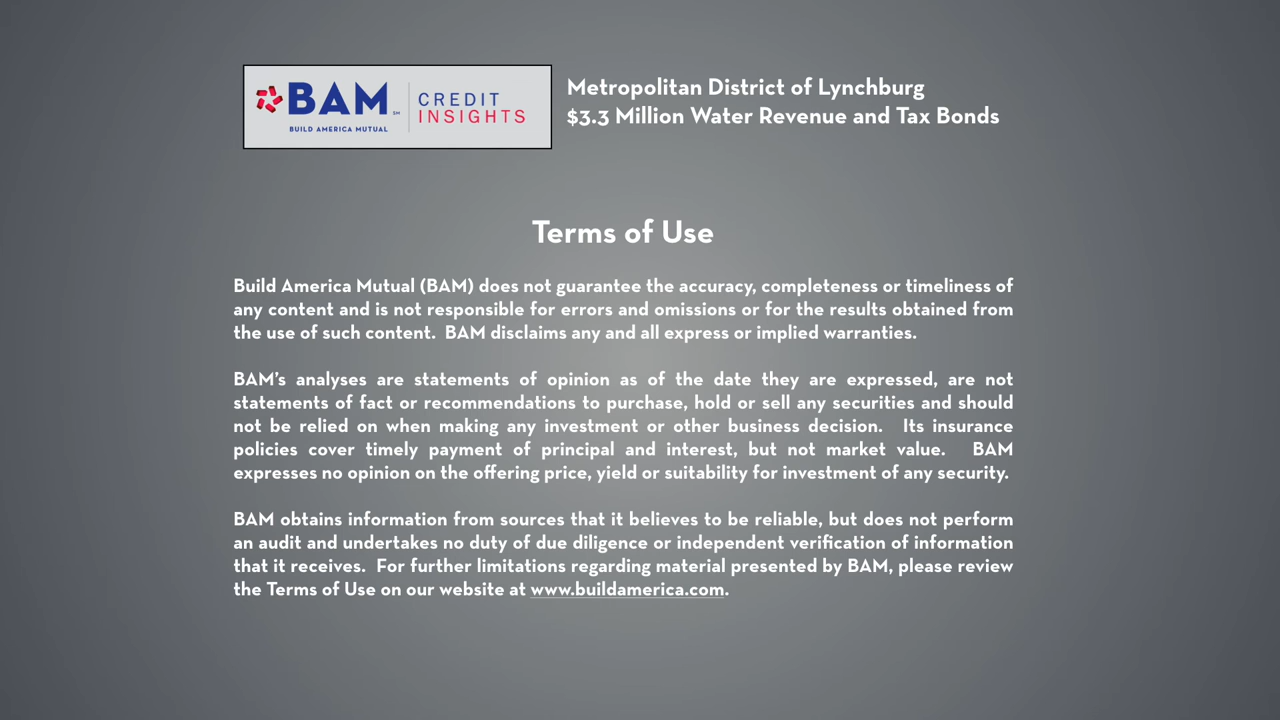 BAM SM
BUILD AMERICA MUTUAL
CREDIT
INSIGHTS
Metropolitan District of Lynchburg
$3.3 Million Water Revenue and Tax Bonds
Terms of Use
Build America Mutual (BAM) does not guarantee the accuracy, completeness or timeliness of
any content and is not responsible for errors and omissions or for the results obtained from
the use of such content.  BAM disclaims any and all express or implied warranties.
BAM's analyses are statements of opinion as of the date they are expressed, are not
statements of fact or recommendations to purchase, hold or sell any securities and should
not be relied on when making any investment or other business decision.  Its insurance
policies cover timely payment of principal and interest, but not market value.  BAM
expresses no opinion on the offering price, yield or suitability for investment of any security.
BAM obtains information from sources that it believes to be reliable, but does not perform
an audit and undertakes no duty of due diligence or independent verification of information
that it receives.  For further limitations regarding material presented by BAM, please review
the Terms of Use on our website at www.buildamerica.com.